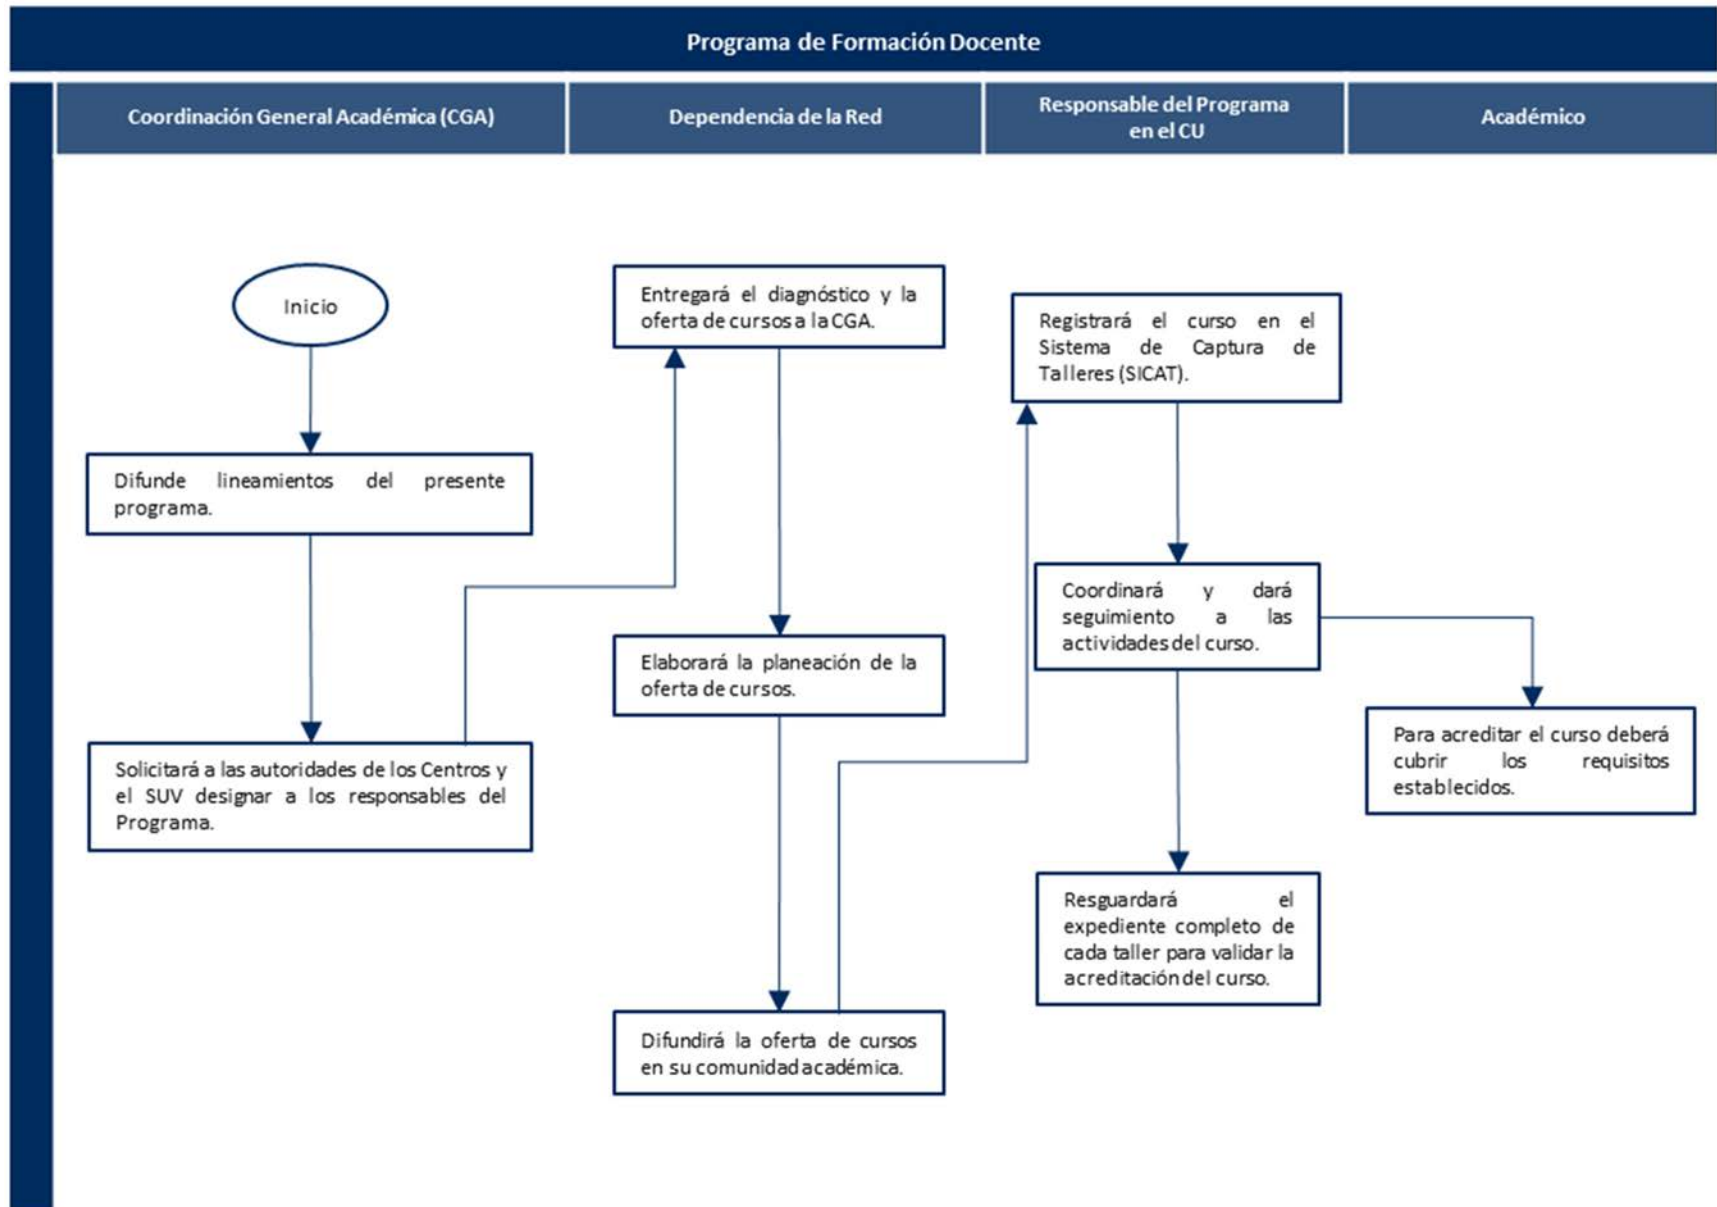 Programa de Formación Docente
Coordinación General Académica (CGA)
Dependencia de la Red
Responsable del Programa
en el CU
Académico
Inicio
Difunde lineamientos del presente
programa.
Solicitará a las autoridades de los Centros y
el SUV designar a los responsables del
Programa.
Entregará el diagnóstico y la
oferta de cursos a la CGA.
Elaborará la planeación de la
oferta de cursos.
Difundirá la oferta de cursos
en su comunidad académica.
Registrará el curso en el
Sistema de Captura de
Talleres (SICAT).
Coordinará y dará
seguimiento a las
actividades del curso.
Resguardará el
expediente completo de
cada taller para validar la
acreditación del curso.
Para acreditar el curso deberá
cubrir los requisitos
establecidos.